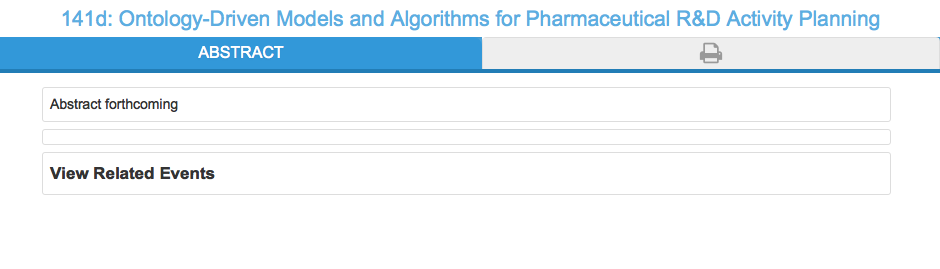 141d: Ontology-Driven Models and Algorithms for Pharmaceutical R&D Activity Planning
ABSTRACT
Abstract forthcoming
View Related Events